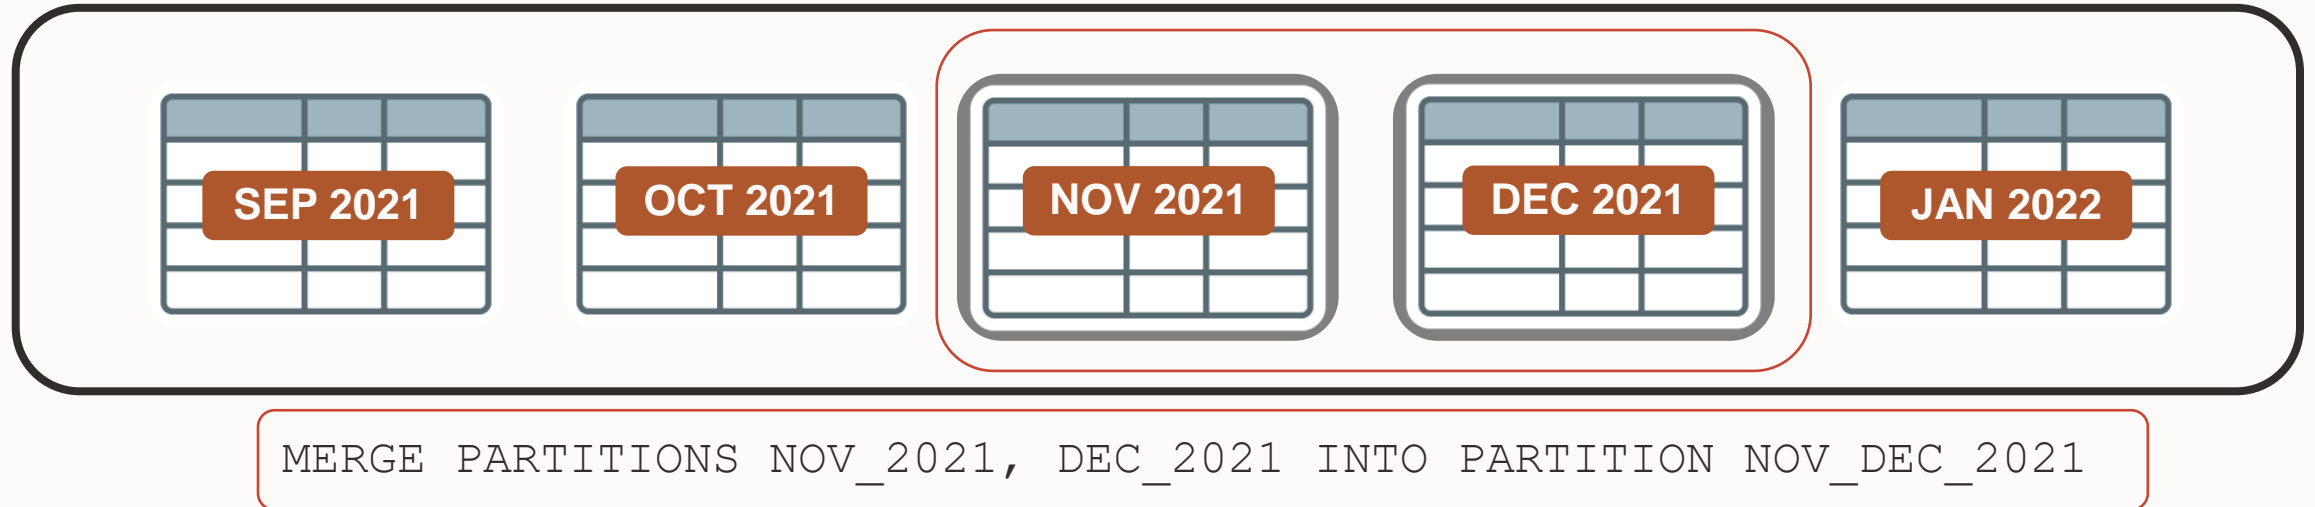 SEP 2021
OCT 2021
NOV 2021
DEC 2021
JAN 2022
MERGE PARTITIONS NOV_2021, DEC_2021 INTO PARTITION NOV_DEC_2021